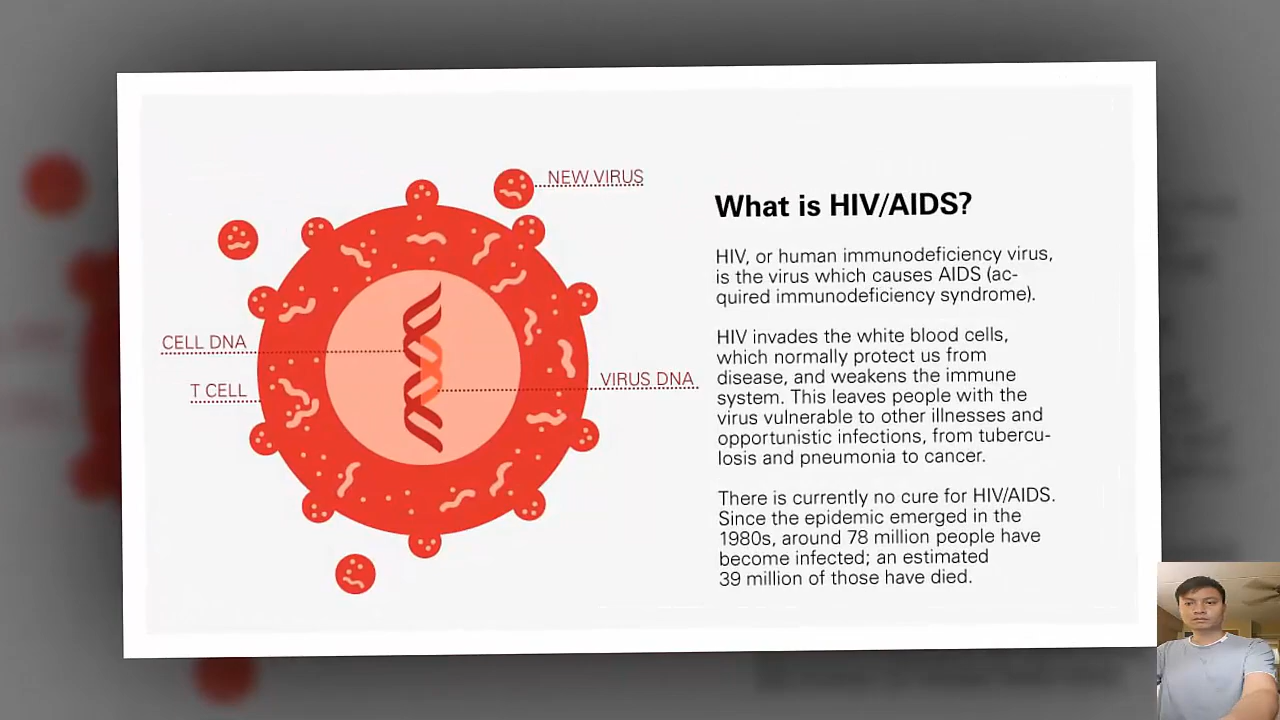 NEW VIRUS
CELL DNA
T CELL
VIRUS DNA
What is HIV/AIDS?
HIV, or human immunodeficiency virus,
is the virus which causes AIDS (ac-
quired immunodeficiency syndrome).
HIV invades the white blood cells,
which normally protect us from
disease, and weakens the immune
system. This leaves people with the
virus vulnerable to other illnesses and
opportunistic infections, from tubercu-
losis and pneumonia to cancer.
There is currently no cure for HIV/AIDS.
Since the epidemic emerged in the
1980s, around 78 million people have
become infected; an estimated
39 million of those have died.